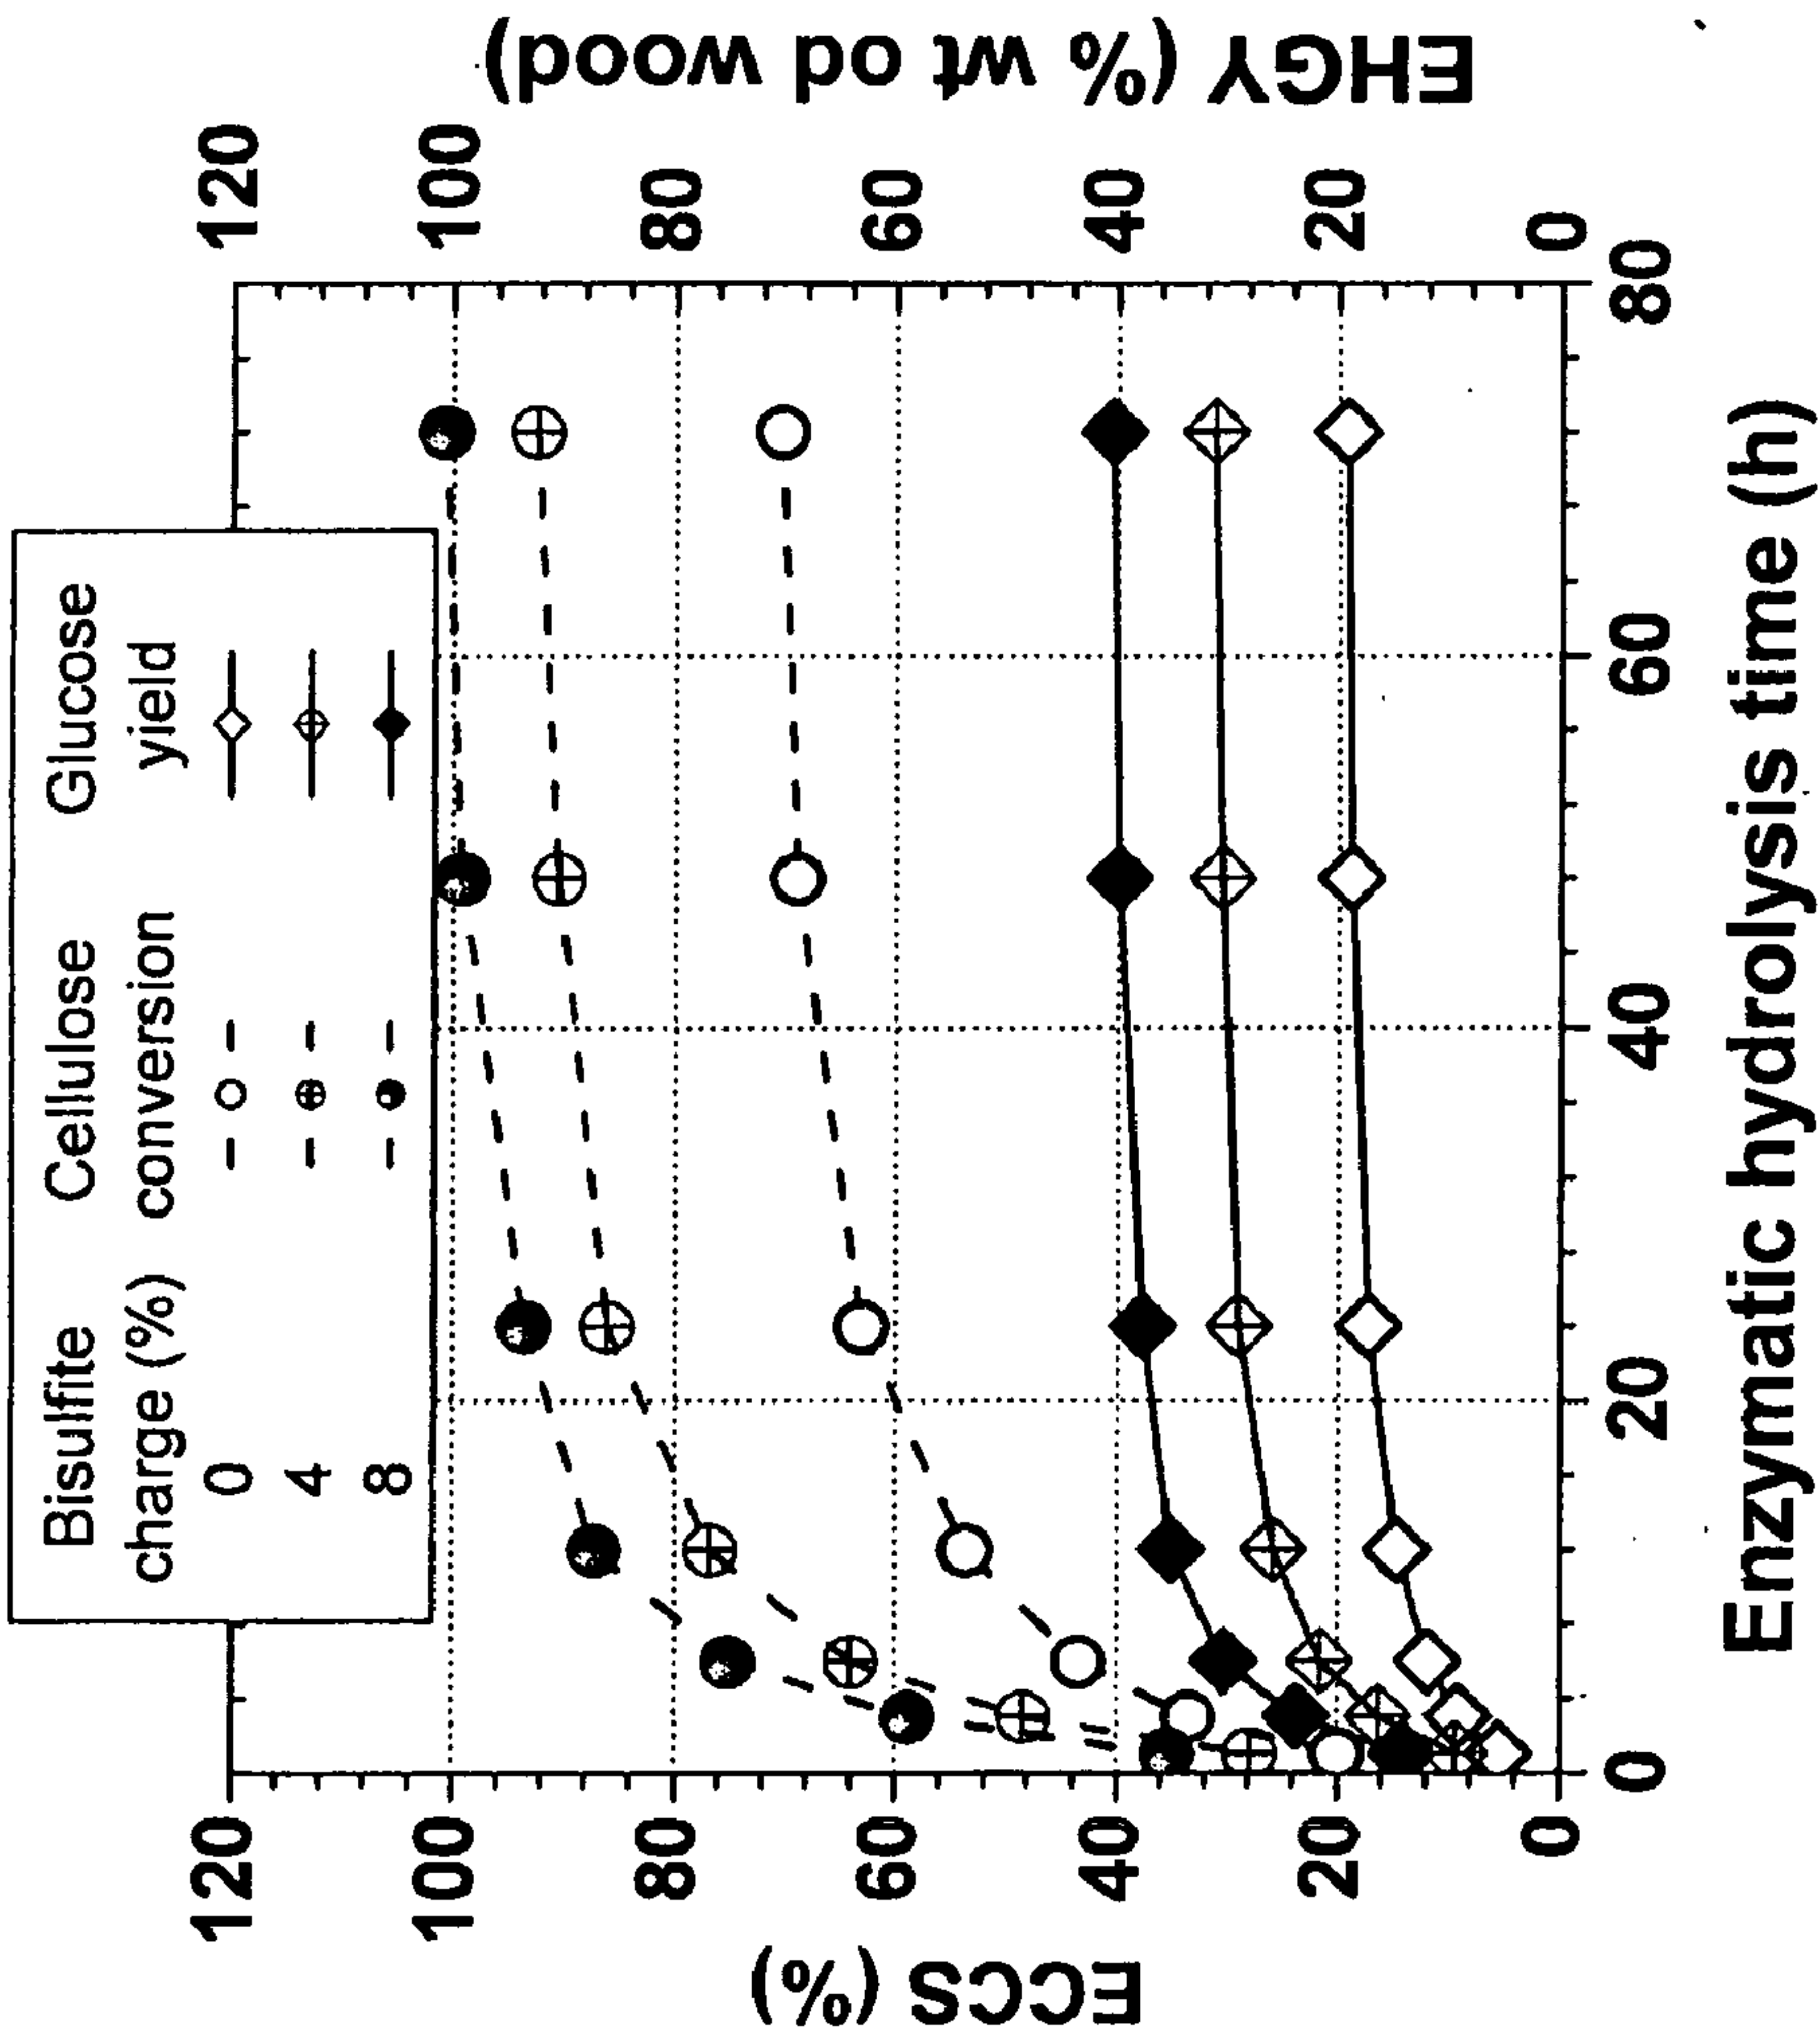 Bisulfite Cellulose Glucose
charge (%) conversion yield
0
4
8
ECCS (%)
120
100
80
60
40
20
0
EHGY (% wt od wood)
120
100
80
60
40
20
0
0 20 40 60 80
Enzymatic hydrolysis time (h)